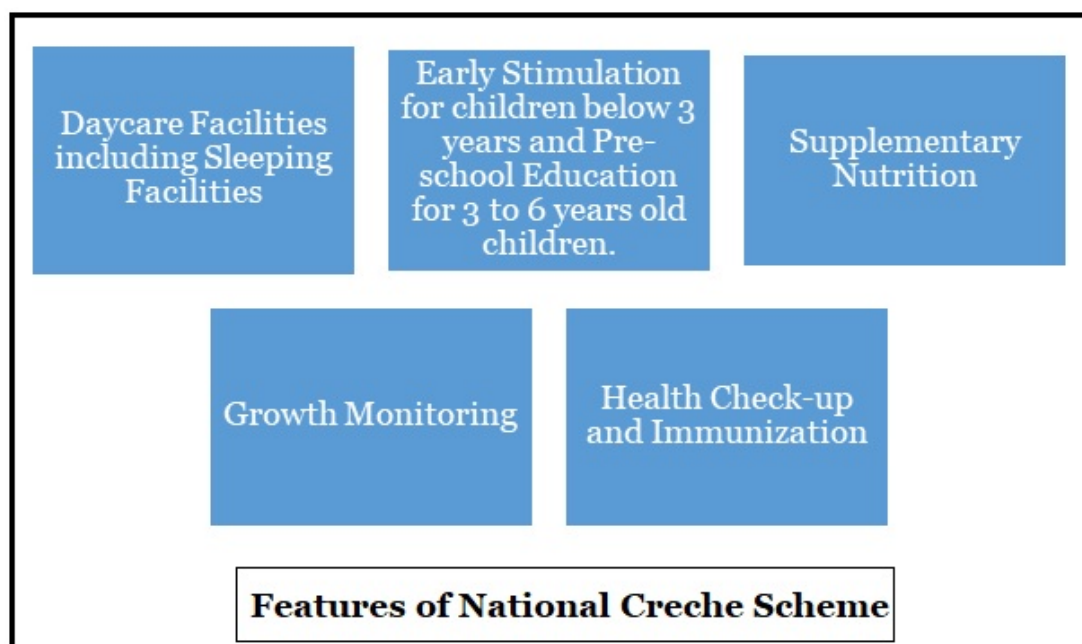 Daycare Facilities
including Sleeping
Facilities
Early Stimulation
for children below 3
years and Pre-
school Education
for 3 to 6 years old
children.
Supplementary
Nutrition
Growth Monitoring
Health Check-up
and Immunization
Features of National Creche Scheme